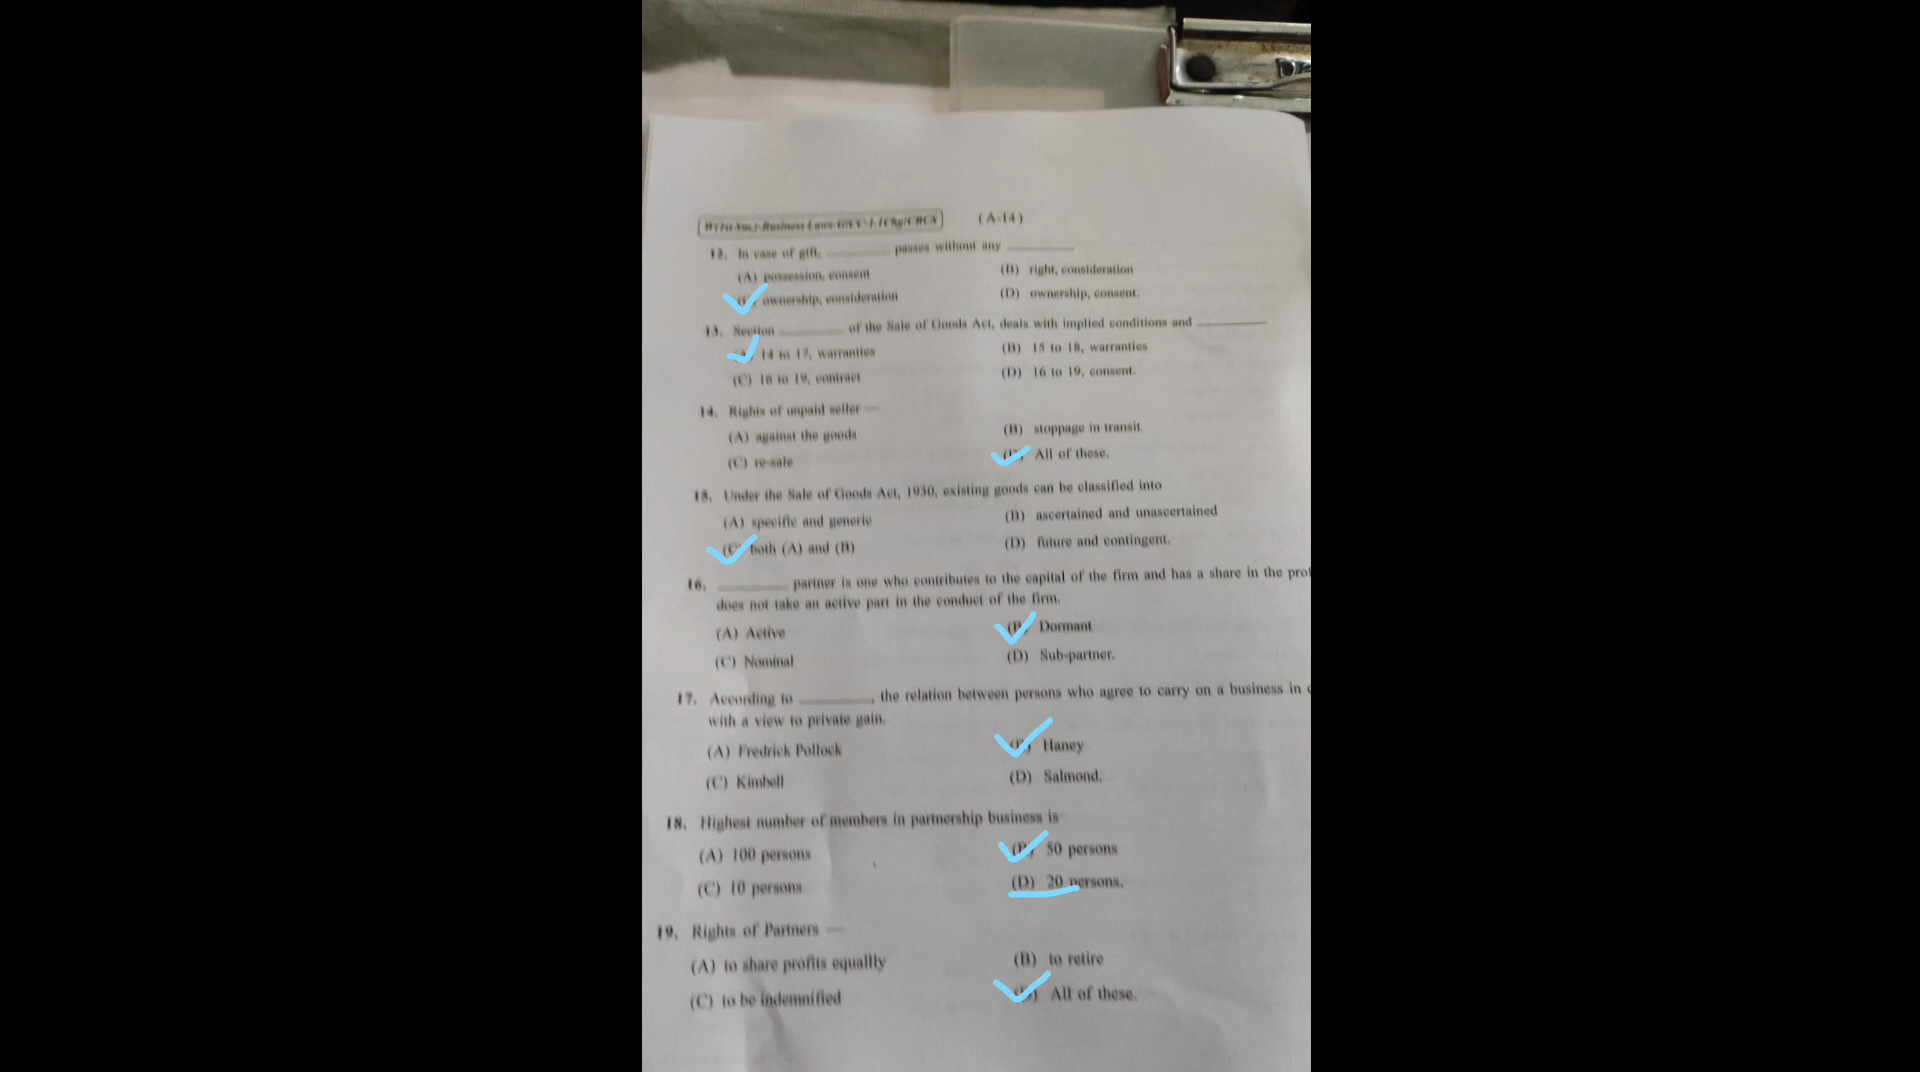 (A-14)
12. In case of gift, ________ passes without any ________
(A) possession, consent (B) right, consideration
ownership, consideration (D) ownership, consent.
13. Section ________ of the Sale of Goods Act, deals with implied conditions and ________
14 to 17, warranties (B) 15 to 18, warranties
(C) 16 to 19, contract (D) 16 to 19, consent.
14. Rights of unpaid seller —
(A) against the goods (B) stoppage in transit
(C) re-sale All of these.
15. Under the Sale of Goods Act, 1930, existing goods can be classified into
(A) specific and generic (B) ascertained and unascertained
(C) both (A) and (B) (D) future and contingent.
16. ________ partner is one who contributes to the capital of the firm and has a share in the
does not take an active part in the conduct of the firm.
(A) Active (B) Dormant
(C) Nominal (D) Sub-partner.
17. According to ________, the relation between persons who agree to carry on a business in
with a view to private gain.
(A) Fredrick Pollock Haney
(C) Kimbell (D) Salmond.
18. Highest number of members in partnership business is
(A) 100 persons (B) 50 persons
(C) 10 persons (D) 20 persons.
19. Rights of Partners —
(A) to share profits equallly (B) to retire
(C) to be indemnified (D) All of these.